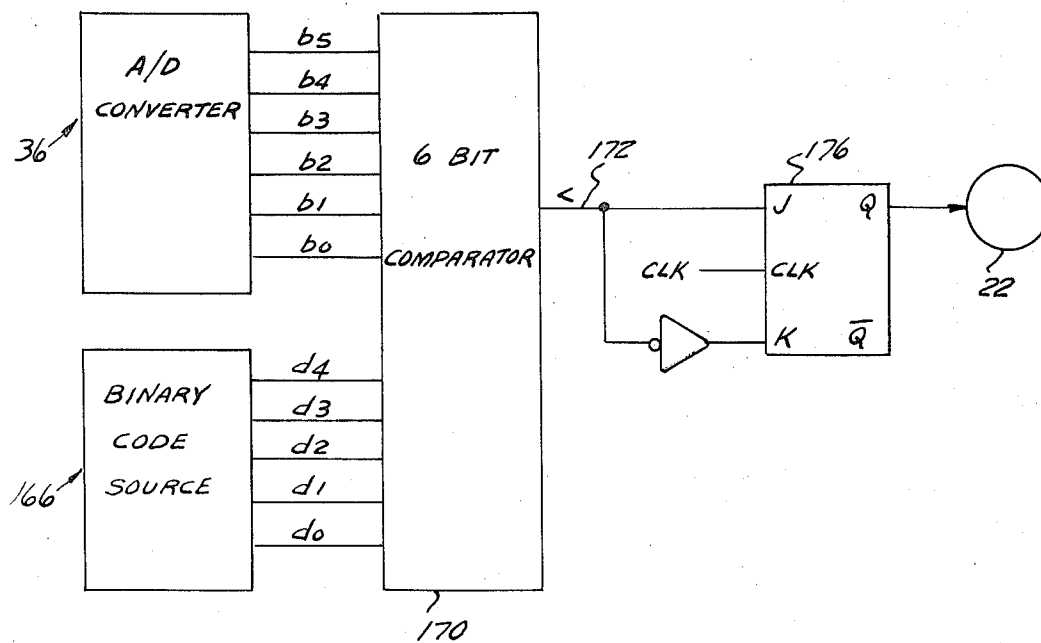 A/D
CONVERTER
36
b5
b4
b3
b2
b1
b0
6 BIT
COMPARATOR
<
172
176
J Q
CLK CLK
K Q̅
22
BINARY
CODE
SOURCE
166
d4
d3
d2
d1
d0
170